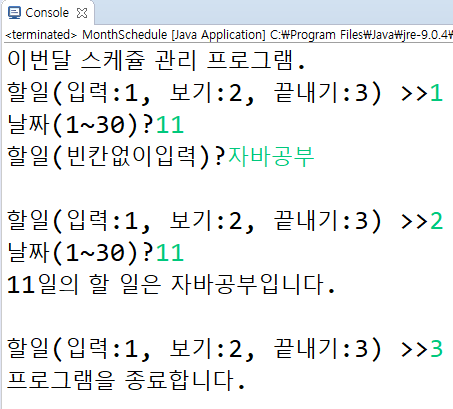 Console
<terminated> MonthSchedule [Java Application] C:₩Program Files₩Java₩jre-9.0.4₩
이번달 스케쥴 관리 프로그램.
할일(입력:1, 보기:2, 끝내기:3) >>1
날짜(1~30)?11
할일(빈칸없이입력)?자바공부
할일(입력:1, 보기:2, 끝내기:3) >>2
날짜(1~30)?11
11일의 할 일은 자바공부입니다.
할일(입력:1, 보기:2, 끝내기:3) >>3
프로그램을 종료합니다.